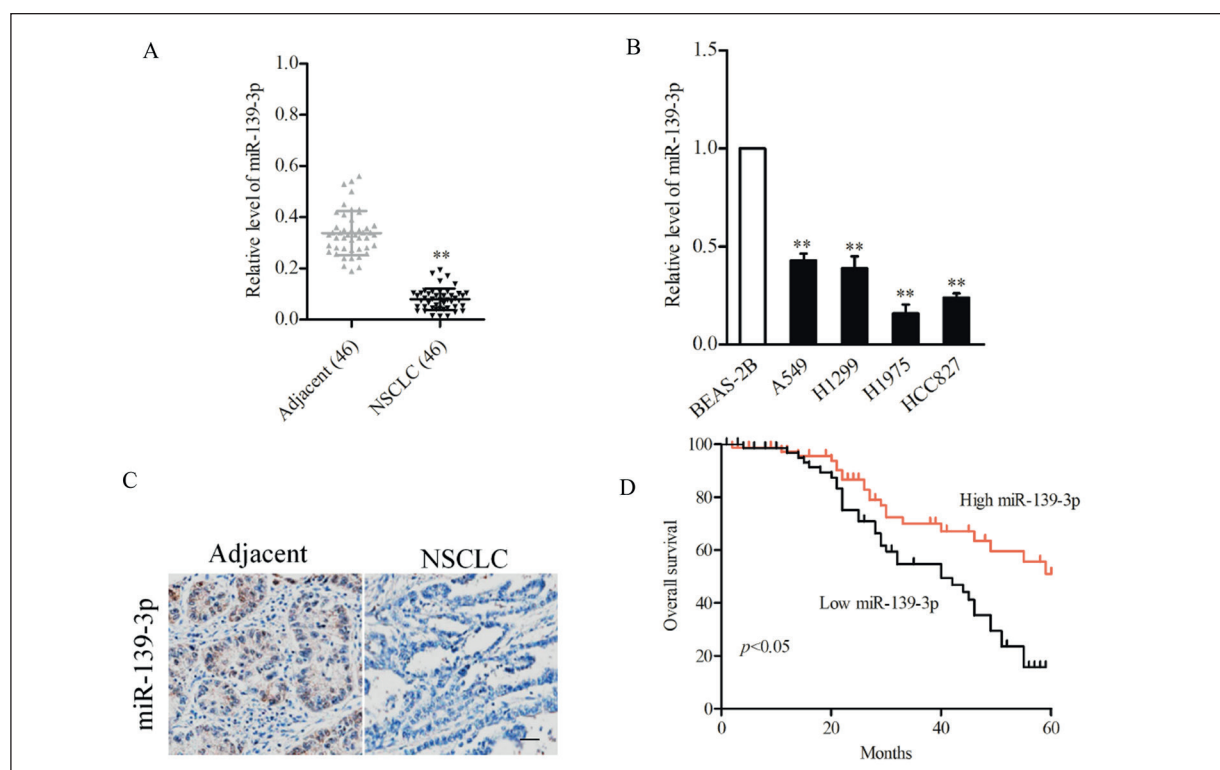 A
Relative level of miR-139-3p
1.0
0.8
0.6
0.4
0.2
0.0
**
Adjacent (46)
NSCLC (46)
B
Relative level of miR-139-3p
1.5
1.0
0.5
0.0
**
**
**
**
BEAS-2B
A549
H1299
H1975
HCC827
C
Adjacent
NSCLC
miR-139-3p
D
Overall survival
100
80
60
40
20
0
High miR-139-3p
Low miR-139-3p
p<0.05
0
20
40
60
Months